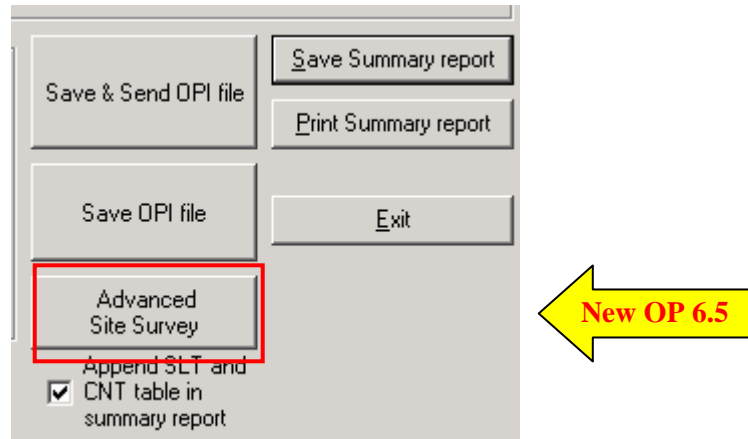 Save & Send OPI file
Save Summary report
Print Summary report
Save OPI file
Exit
Advanced
Site Survey
New OP 6.5
Append SLT and
CNT table in
summary report